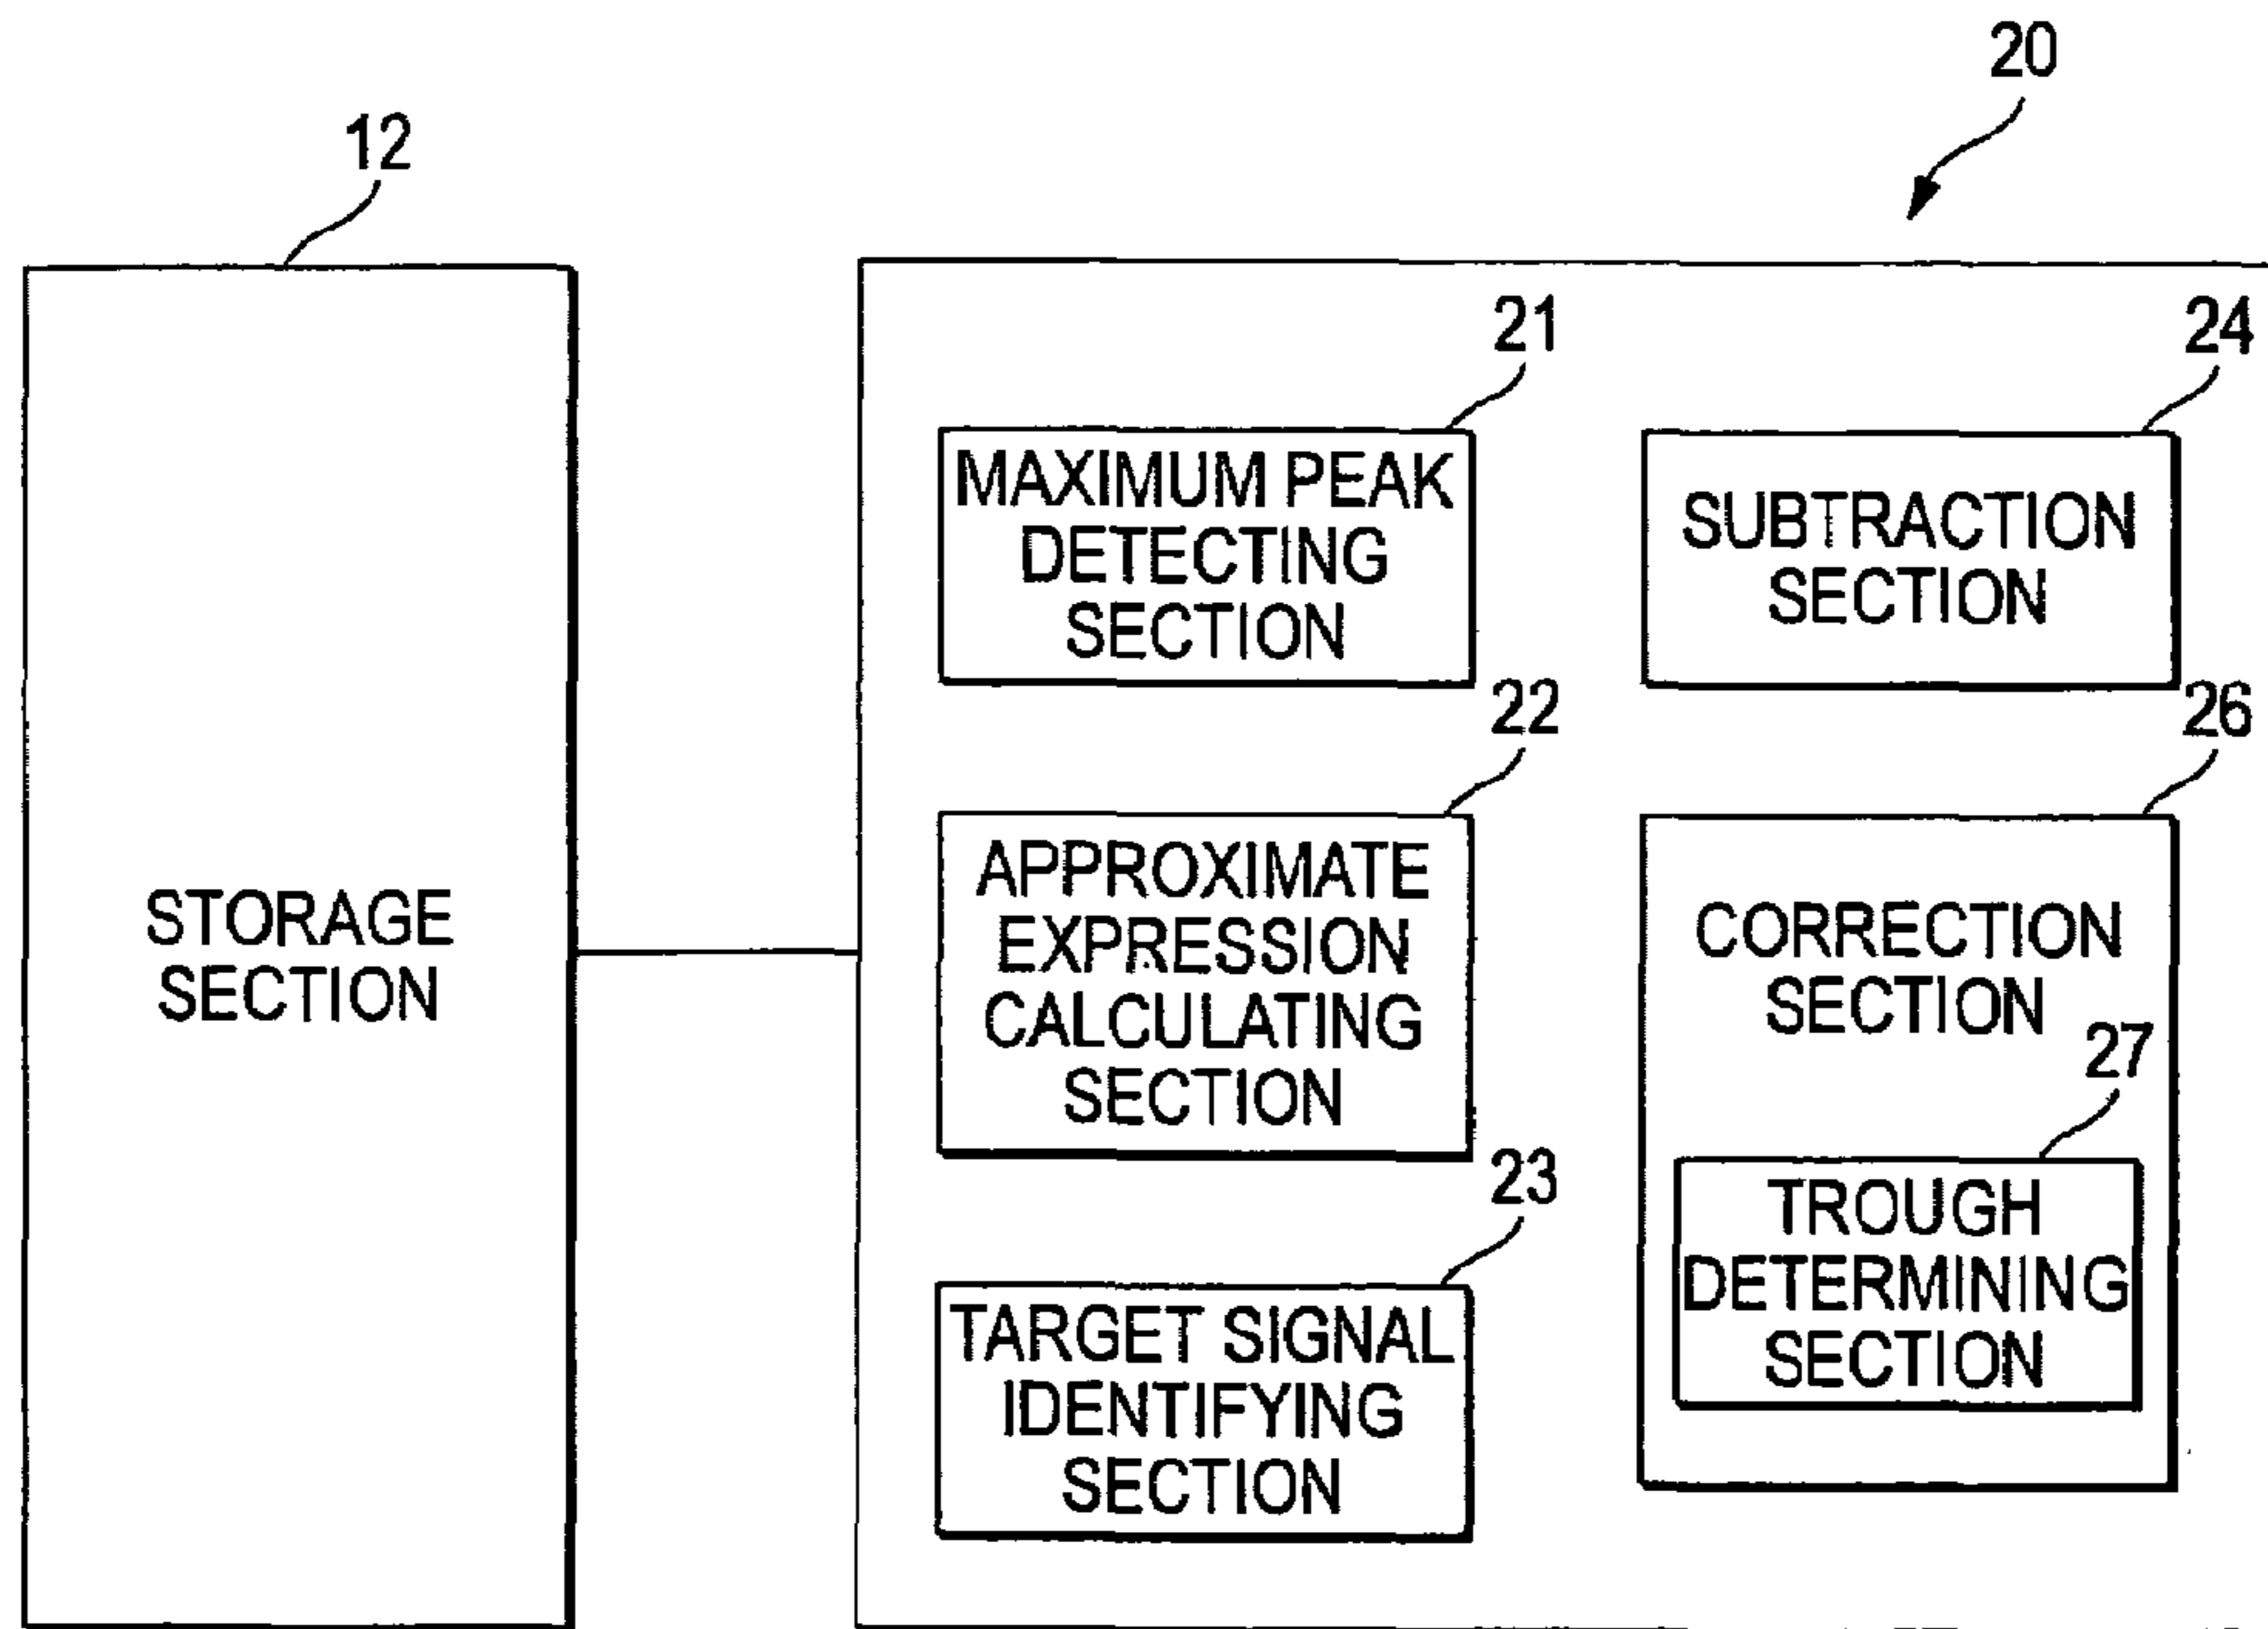 20
12
STORAGE
SECTION
21
MAXIMUM PEAK
DETECTING
SECTION
22
APPROXIMATE
EXPRESSION
CALCULATING
SECTION
23
TARGET SIGNAL
IDENTIFYING
SECTION
24
SUBTRACTION
SECTION
26
CORRECTION
SECTION
27
TROUGH
DETERMINING
SECTION